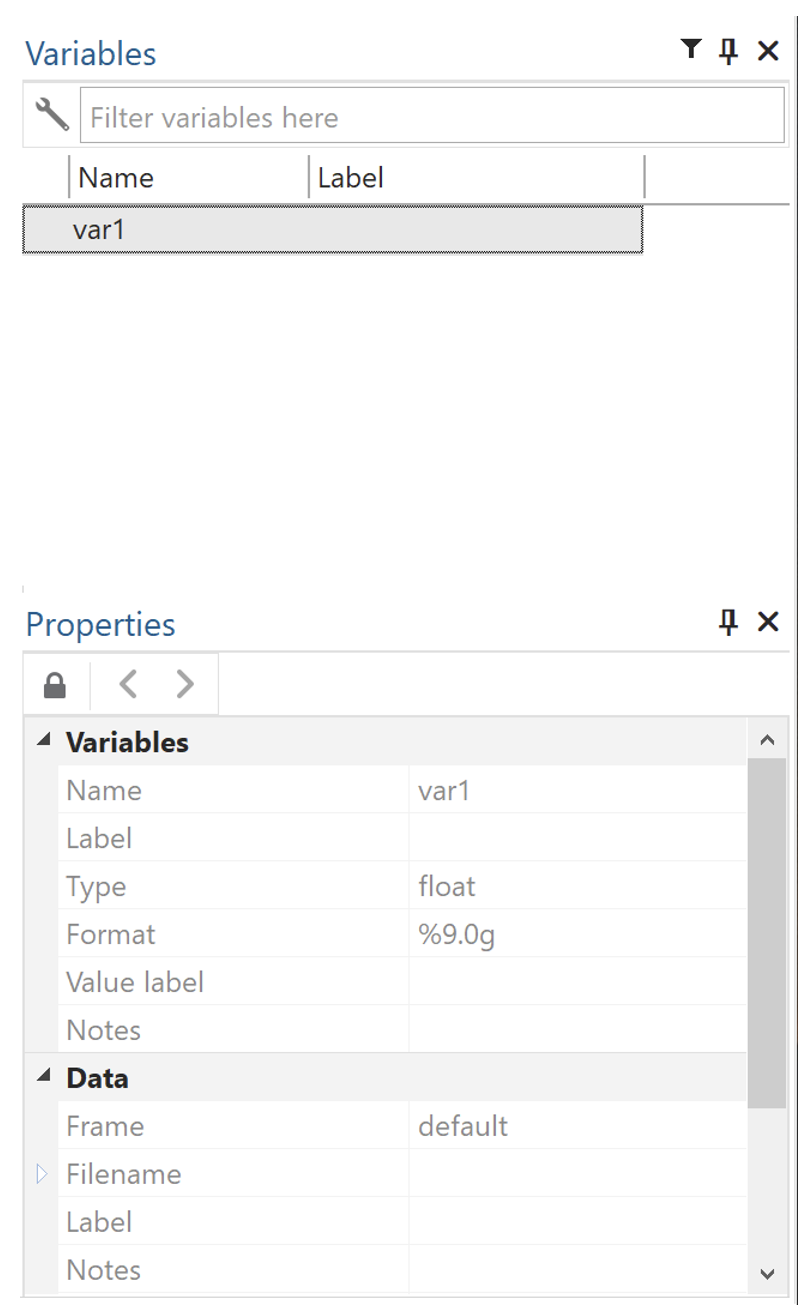 Variables
Filter variables here
Name Label
var1
Properties
Variables
Name var1
Label
Type float
Format %9.0g
Value label
Notes
Data
Frame default
Filename
Label
Notes